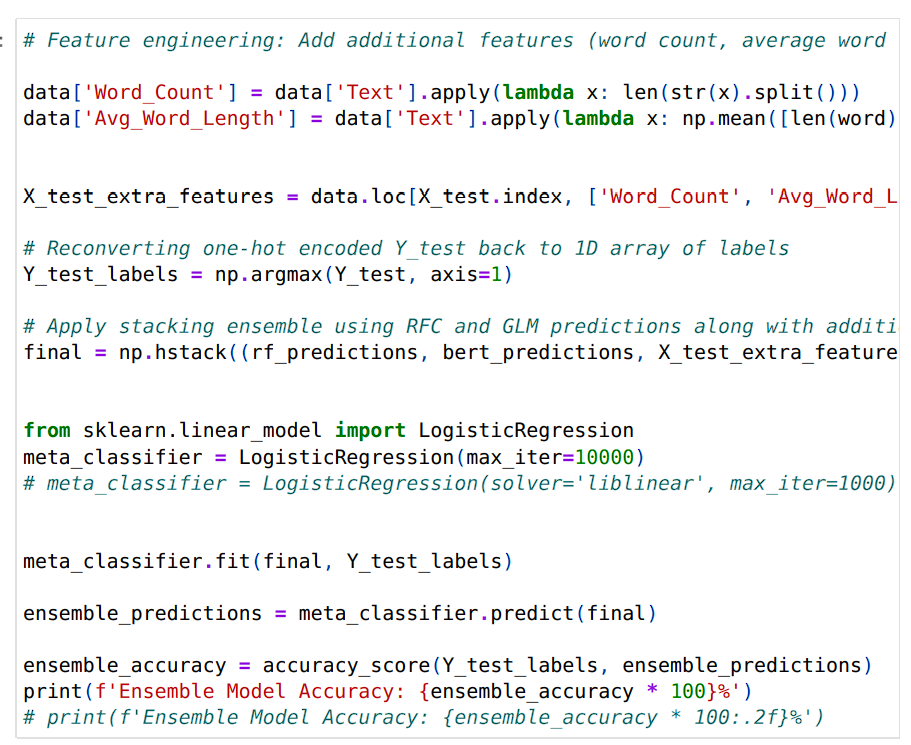 # Feature engineering: Add additional features (word count, average word
data['Word_Count'] = data['Text'].apply(lambda x: len(str(x).split()))
data['Avg_Word_Length'] = data['Text'].apply(lambda x: np.mean([len(word)
X_test_extra_features = data.loc[X_test.index, ['Word_Count', 'Avg_Word_L
# Reconverting one-hot encoded Y_test back to 1D array of labels
Y_test_labels = np.argmax(Y_test, axis=1)
# Apply stacking ensemble using RFC and GLM predictions along with additi
final = np.hstack((rf_predictions, bert_predictions, X_test_extra_feature
from sklearn.linear_model import LogisticRegression
meta_classifier = LogisticRegression(max_iter=10000)
# meta_classifier = LogisticRegression(solver='liblinear', max_iter=1000)
meta_classifier.fit(final, Y_test_labels)
ensemble_predictions = meta_classifier.predict(final)
ensemble_accuracy = accuracy_score(Y_test_labels, ensemble_predictions)
print(f'Ensemble Model Accuracy: {ensemble_accuracy * 100}%')
# print(f'Ensemble Model Accuracy: {ensemble_accuracy * 100:.2f}%')